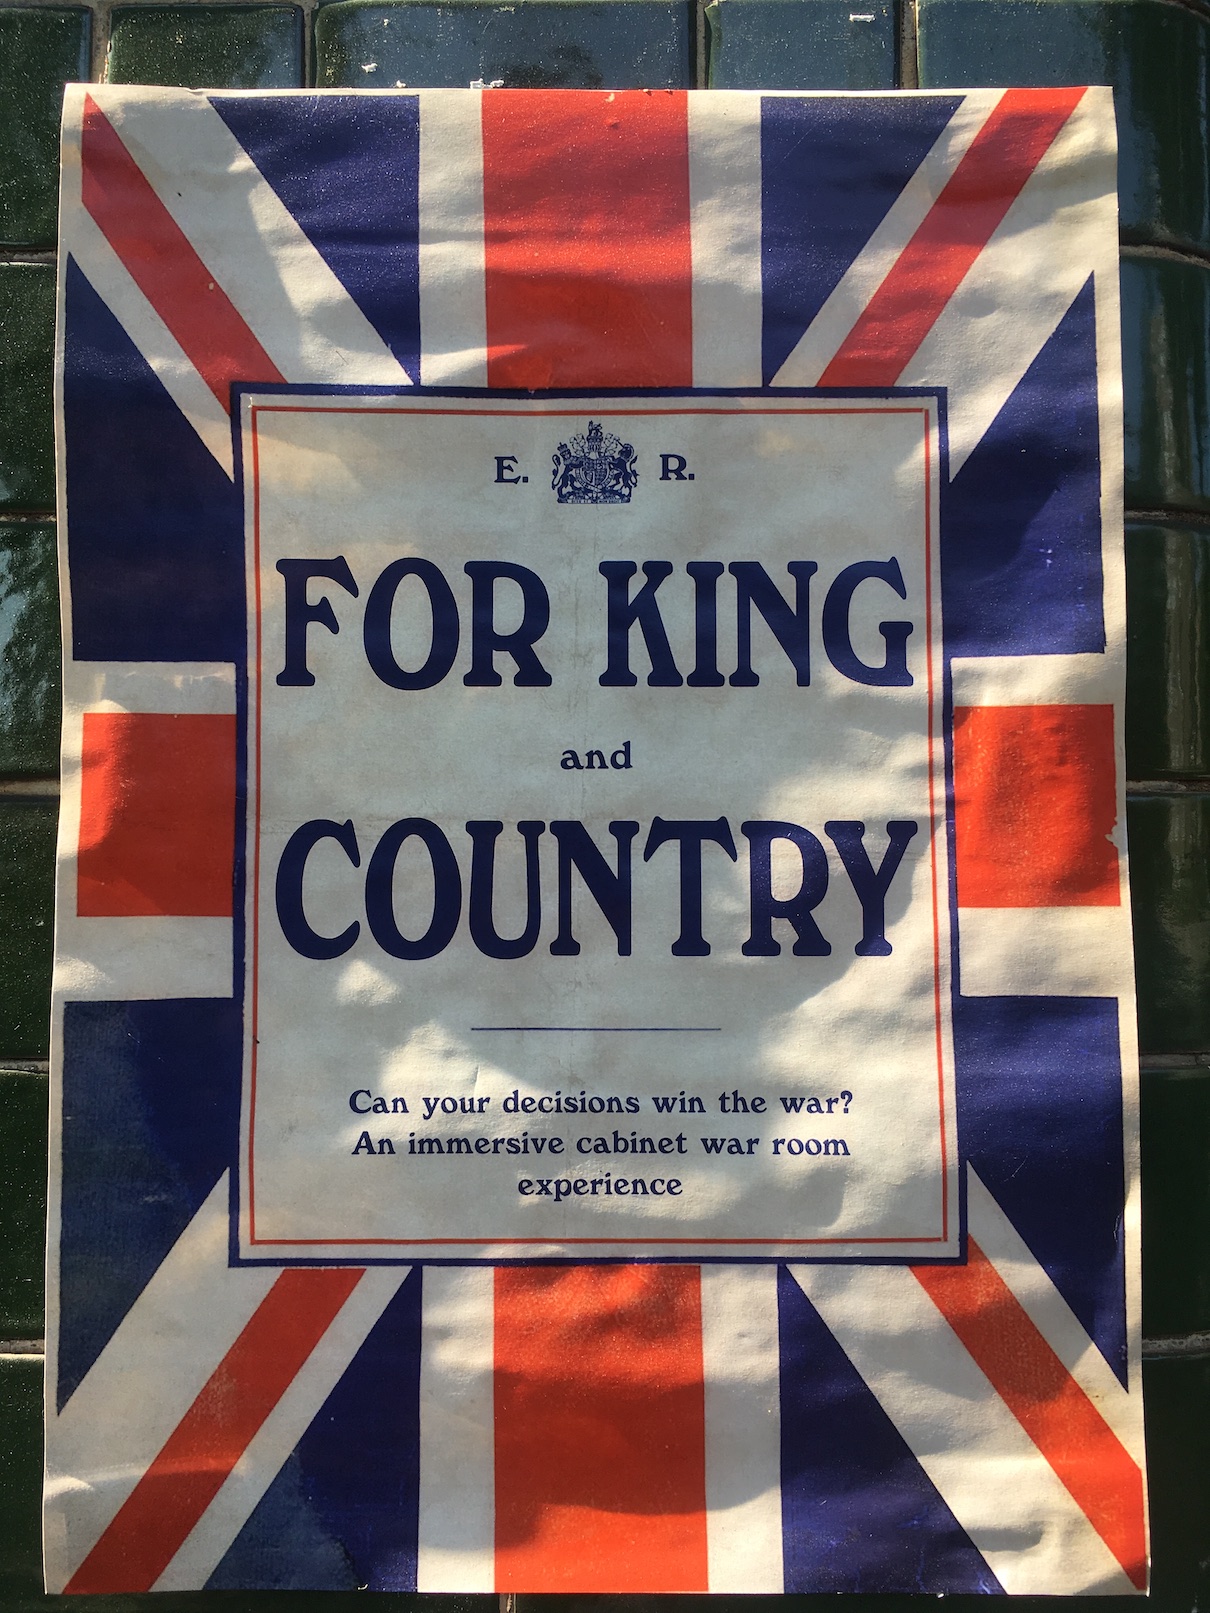 E. R.
FOR KING
and
COUNTRY
Can your decisions win the war?
An immersive cabinet war room
experience